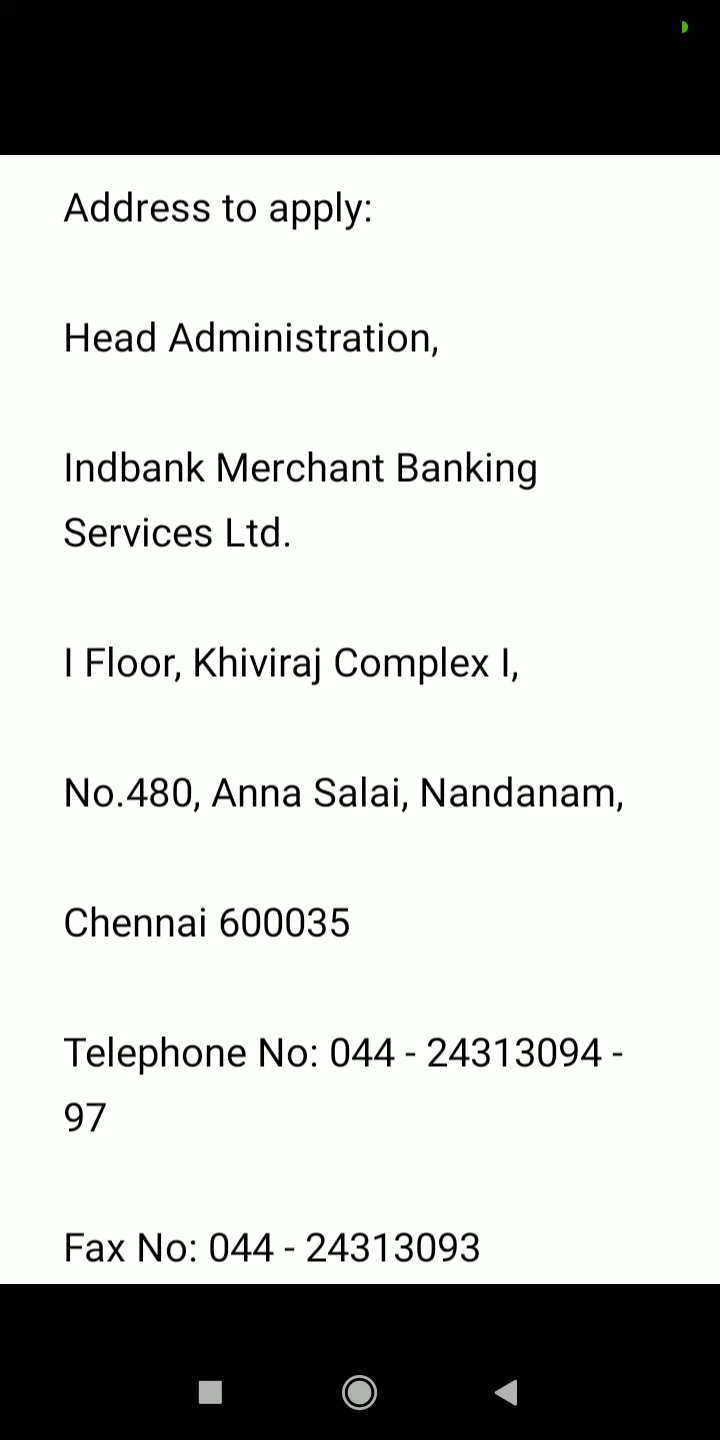 Address to apply:
Head Administration,
Indbank Merchant Banking
Services Ltd.
I Floor, Khiviraj Complex I,
No.480, Anna Salai, Nandanam,
Chennai 600035
Telephone No: 044 - 24313094 -
97
Fax No: 044 - 24313093